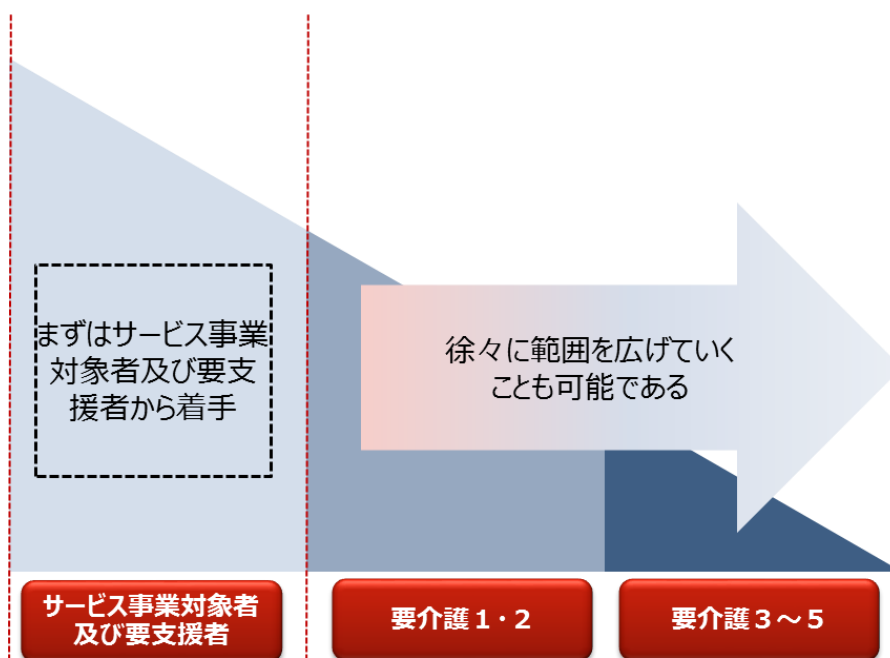 まずはサービス事業
対象者及び要支
援者から着手
徐々に範囲を広げていく
ことも可能である
サービス事業対象者
及び要支援者
要介護１・２
要介護３～５